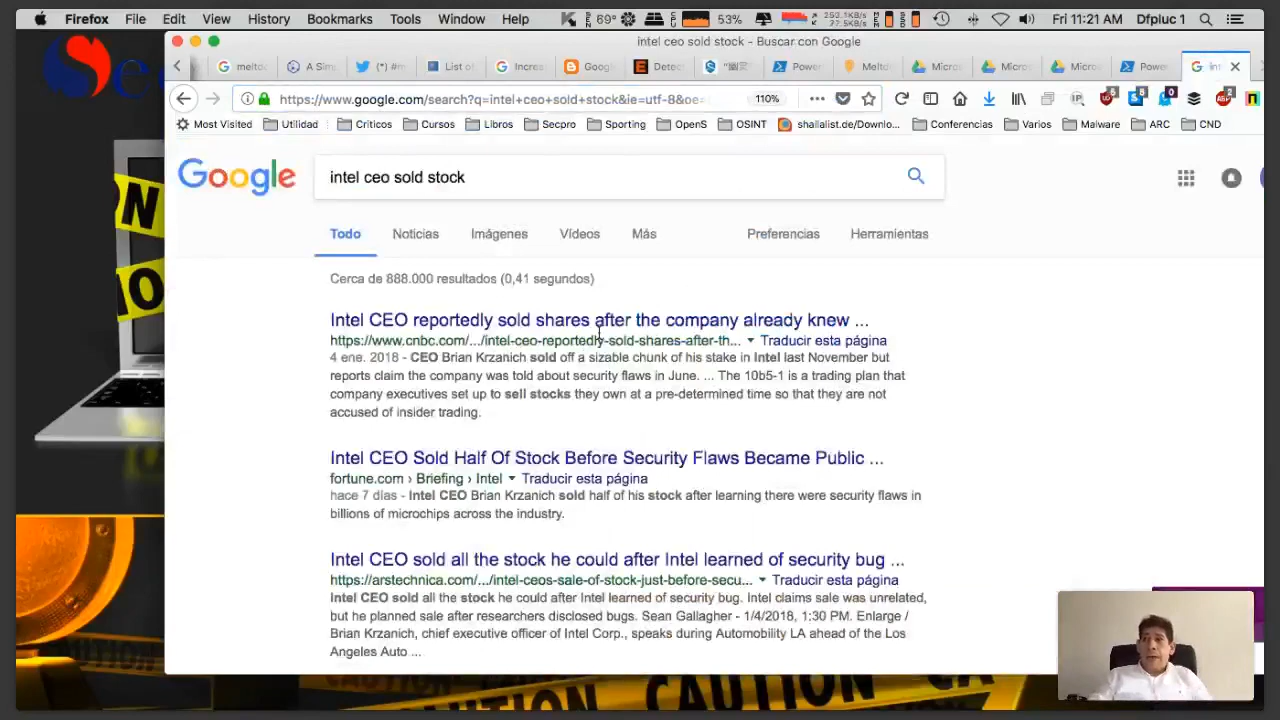 Firefox File Edit View History Bookmarks Tools Window Help 69° 53% Fri 11:21 AM Dfpluc 1
intel ceo sold stock - Buscar con Google
melto A Sim (*) #m List of Increa Googl Detect Power Meltd Micro Micro Micro Power
https://www.google.com/search?q=intel+ceo+sold+stock&ie=utf-8&oe= 110%
Most Visited Utilidad Criticos Cursos Libros Secpro Sporting OpenS OSINT shallalist.de/Downlo... Conferencias Varios Malware ARC CND
Google intel ceo sold stock
Todo Noticias Imágenes Vídeos Más Preferencias Herramientas
Cerca de 888.000 resultados (0,41 segundos)
Intel CEO reportedly sold shares after the company already knew ...
https://www.cnbc.com/.../intel-ceo-reportedly-sold-shares-after-th... Traducir esta página
4 ene. 2018 - CEO Brian Krzanich sold off a sizable chunk of his stake in Intel last November but
reports claim the company was told about security flaws in June. ... The 10b5-1 is a trading plan that
company executives set up to sell stocks they own at a pre-determined time so that they are not
accused of insider trading.
Intel CEO Sold Half Of Stock Before Security Flaws Became Public ...
fortune.com › Briefing › Intel Traducir esta página
hace 7 días - Intel CEO Brian Krzanich sold half of his stock after learning there were security flaws in
billions of microchips across the industry.
Intel CEO sold all the stock he could after Intel learned of security bug ...
https://arstechnica.com/.../intel-ceos-sale-of-stock-just-before-secu... Traducir esta página
Intel CEO sold all the stock he could after Intel learned of security bug. Intel claims sale was unrelated,
but he planned sale after researchers disclosed bugs. Sean Gallagher - 1/4/2018, 1:30 PM. Enlarge /
Brian Krzanich, chief executive officer of Intel Corp., speaks during Automobility LA ahead of the Los
Angeles Auto ...
CAUTION